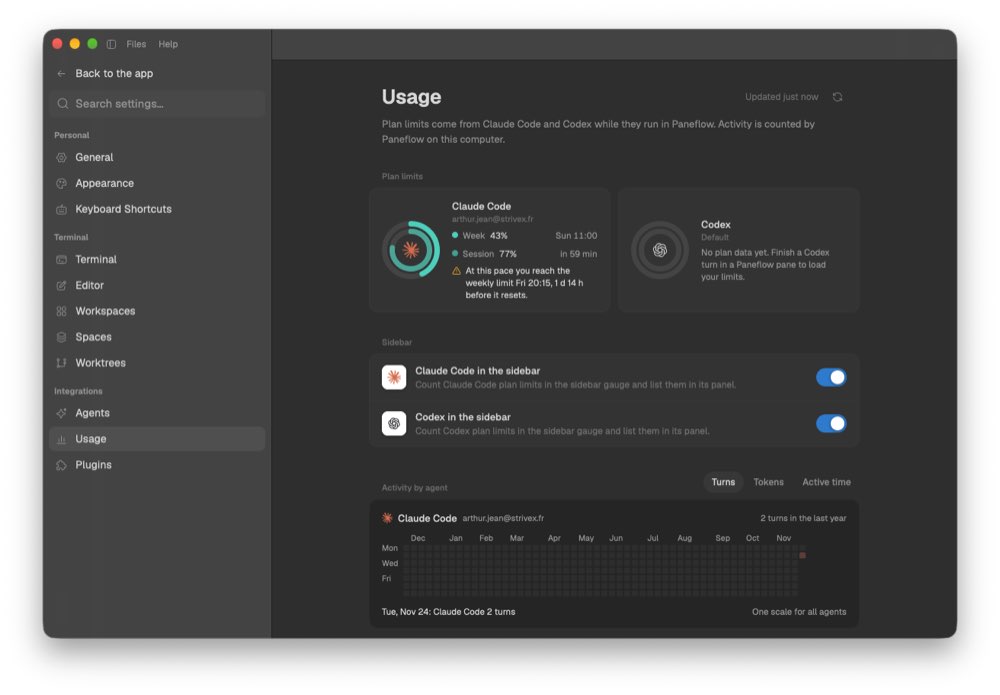 Files Help
Back to the app
Search settings...
Personal
General
Appearance
Keyboard Shortcuts
Terminal
Terminal
Editor
Workspaces
Spaces
Worktrees
Integrations
Agents
Usage
Plugins
Usage
Updated just now
Plan limits come from Claude Code and Codex while they run in Paneflow. Activity is counted by
Paneflow on this computer.
Plan limits
Claude Code
arthur.jean@strivex.fr
Week 43% Sun 11:00
Session 77% in 59 min
At this pace you reach the
weekly limit Fri 20:15, 1 d 14 h
before it resets.
Codex
Default
No plan data yet. Finish a Codex
turn in a Paneflow pane to load
your limits.
Sidebar
Claude Code in the sidebar
Count Claude Code plan limits in the sidebar gauge and list them in its panel.
Codex in the sidebar
Count Codex plan limits in the sidebar gauge and list them in its panel.
Activity by agent
Turns Tokens Active time
Claude Code arthur.jean@strivex.fr 2 turns in the last year
Dec Jan Feb Mar Apr May Jun Jul Aug Sep Oct Nov
Mon
Wed
Fri
Tue, Nov 24: Claude Code 2 turns One scale for all agents